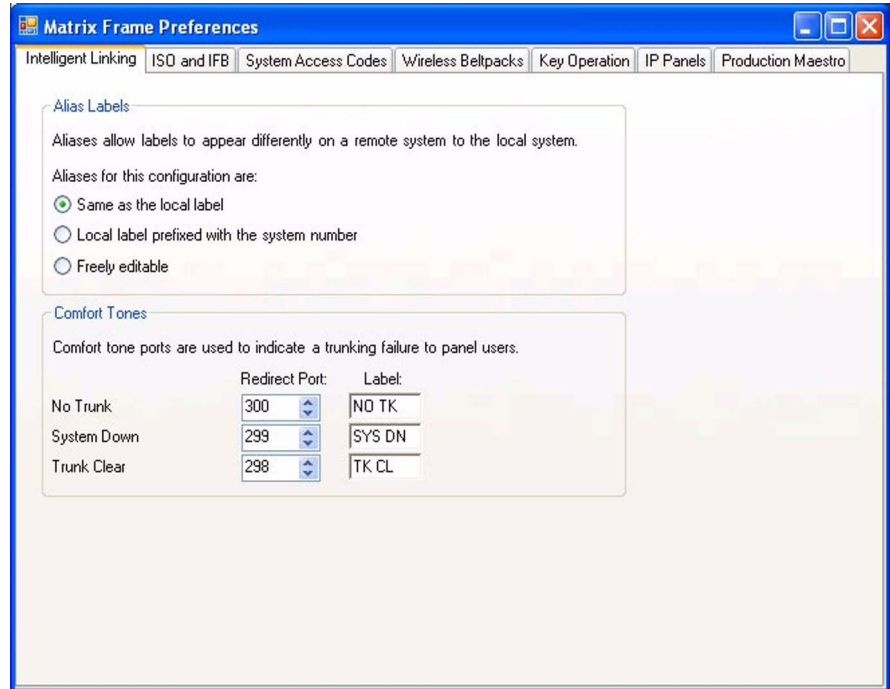 Matrix Frame Preferences
Intelligent Linking ISO and IFB System Access Codes Wireless Beltpacks Key Operation IP Panels Production Maestro
Alias Labels
Aliases allow labels to appear differently on a remote system to the local system.
Aliases for this configuration are:
Same as the local label
Local label prefixed with the system number
Freely editable
Comfort Tones
Comfort tone ports are used to indicate a trunking failure to panel users.
Redirect Port: Label:
No Trunk 300 NO TK
System Down 299 SYS DN
Trunk Clear 298 TK CL